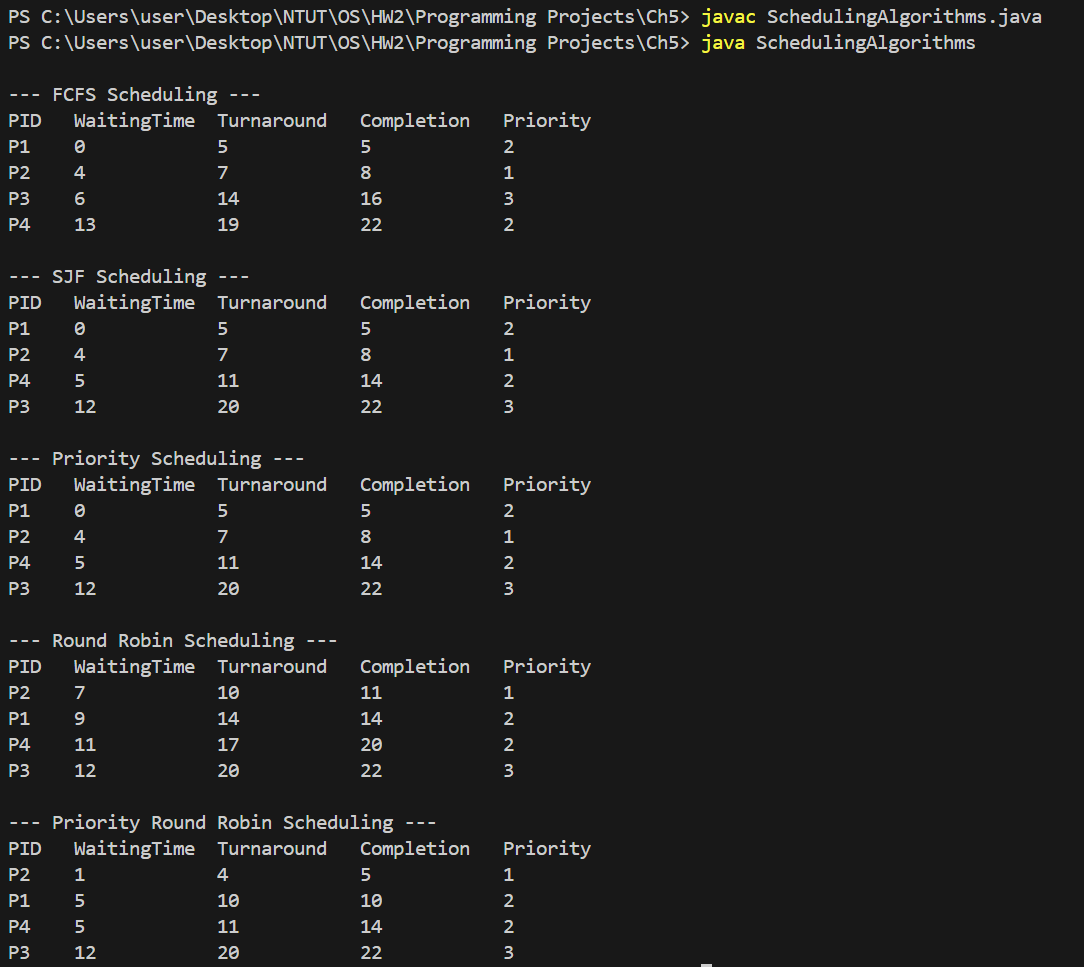 PS C:\Users\user\Desktop\NTUT\OS\HW2\Programming Projects\Ch5> javac SchedulingAlgorithms.java
PS C:\Users\user\Desktop\NTUT\OS\HW2\Programming Projects\Ch5> java SchedulingAlgorithms
--- FCFS Scheduling ---
PID WaitingTime Turnaround Completion Priority
P1 0 5 5 2
P2 4 7 8 1
P3 6 14 16 3
P4 13 19 22 2
--- SJF Scheduling ---
PID WaitingTime Turnaround Completion Priority
P1 0 5 5 2
P2 4 7 8 1
P4 5 11 14 2
P3 12 20 22 3
--- Priority Scheduling ---
PID WaitingTime Turnaround Completion Priority
P1 0 5 5 2
P2 4 7 8 1
P4 5 11 14 2
P3 12 20 22 3
--- Round Robin Scheduling ---
PID WaitingTime Turnaround Completion Priority
P2 7 10 11 1
P1 9 14 14 2
P4 11 17 20 2
P3 12 20 22 3
--- Priority Round Robin Scheduling ---
PID WaitingTime Turnaround Completion Priority
P2 1 4 5 1
P1 5 10 10 2
P4 5 11 14 2
P3 12 20 22 3